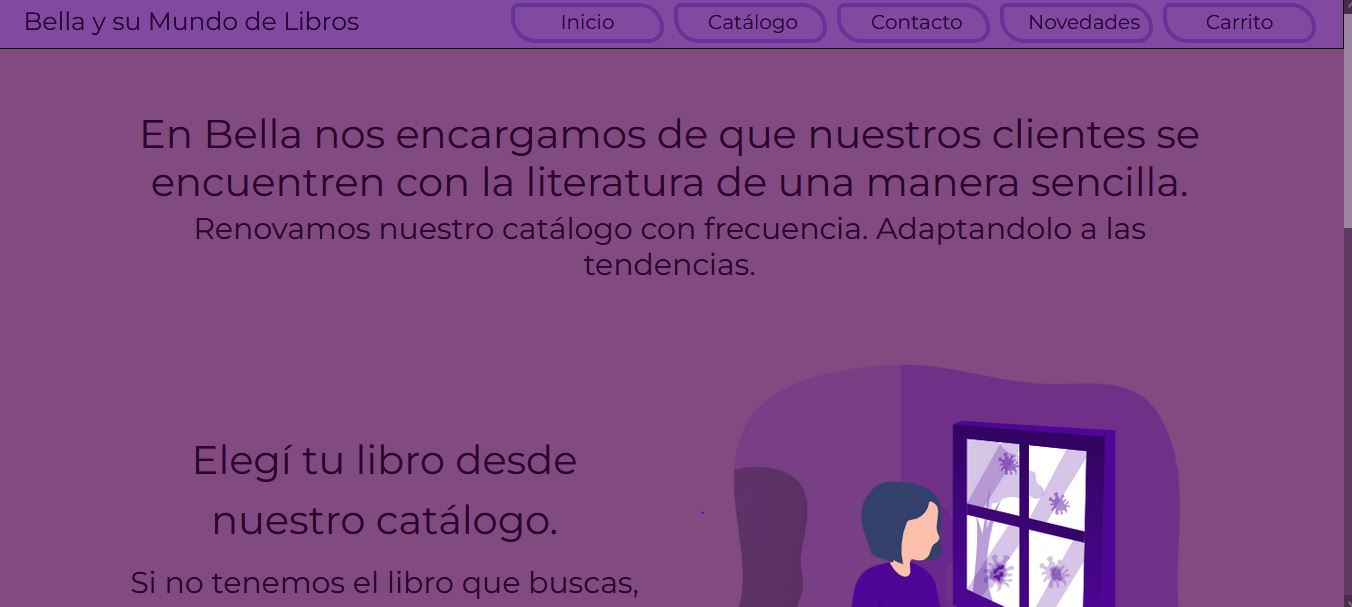 Bella y su Mundo de Libros
Inicio
Catálogo
Contacto
Novedades
Carrito
En Bella nos encargamos de que nuestros clientes se
encuentren con la literatura de una manera sencilla.
Renovamos nuestro catálogo con frecuencia. Adaptandolo a las
tendencias.
Elegí tu libro desde
nuestro catálogo.
Si no tenemos el libro que buscas,